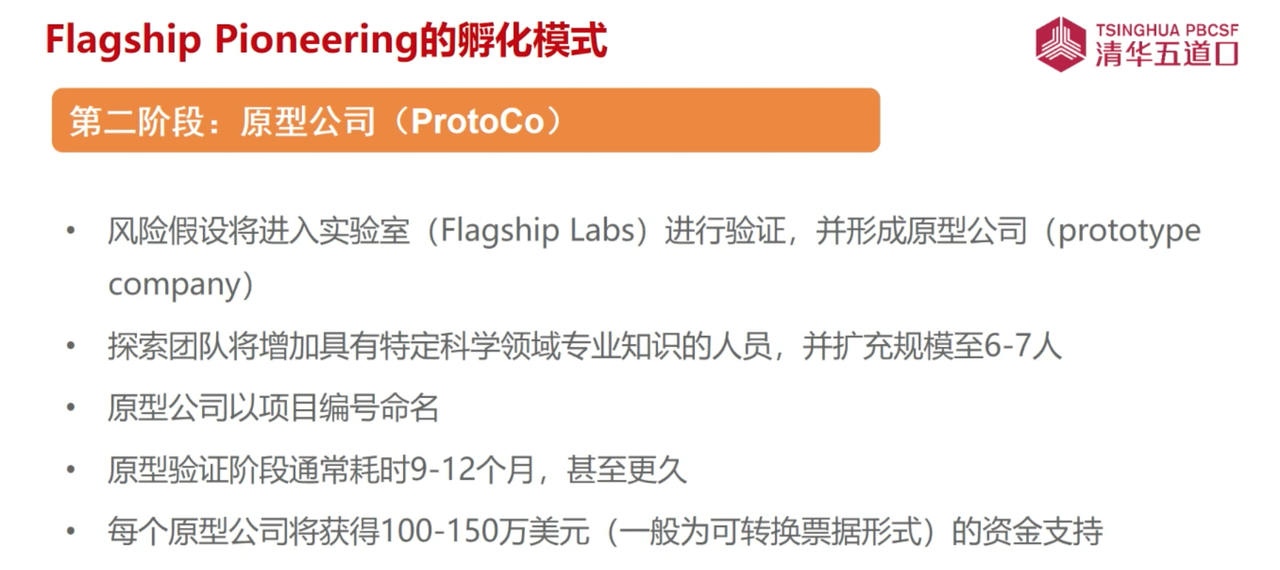 Flagship Pioneering的孵化模式
TSINGHUA PBCSF
清华五道口
第二阶段：原型公司（ProtoCo）
• 风险假设将进入实验室（Flagship Labs）进行验证，并形成原型公司（prototype
company）
• 探索团队将增加具有特定科学领域专业知识的人员，并扩充规模至6-7人
• 原型公司以项目编号命名
• 原型验证阶段通常耗时9-12个月，甚至更久
• 每个原型公司将获得100-150万美元（一般为可转换票据形式）的资金支持